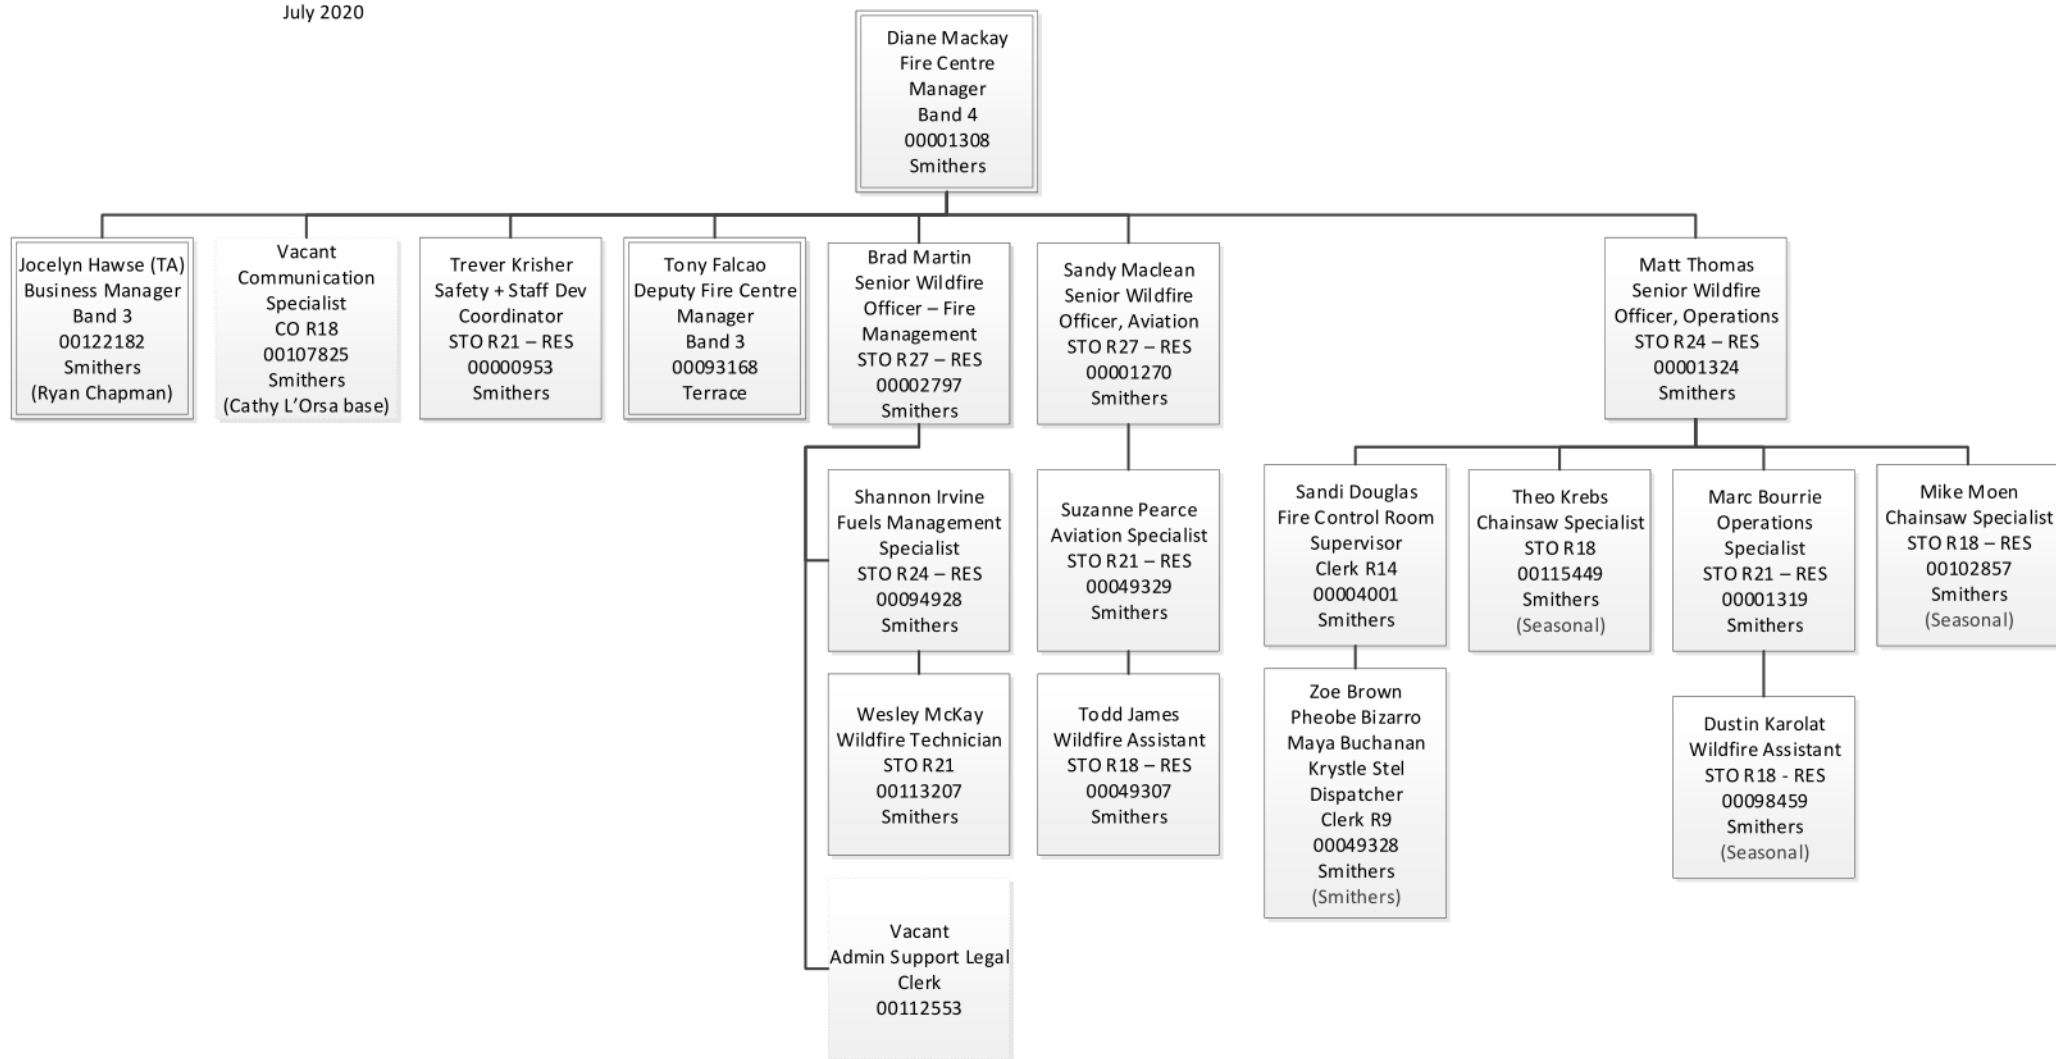 July 2020
Diane Mackay
Fire Centre
Manager
Band 4
00001308
Smithers
Jocelyn Hawse (TA)
Business Manager
Band 3
00122182
Smithers
(Ryan Chapman)
Vacant
Communication
Specialist
CO R18
00107825
Smithers
(Cathy L'Orsa base)
Trever Krisher
Safety + Staff Dev
Coordinator
STO R21 – RES
00000953
Smithers
Tony Falcao
Deputy Fire Centre
Manager
Band 3
00093168
Terrace
Brad Martin
Senior Wildfire
Officer – Fire
Management
STO R27 – RES
00002797
Smithers
Sandy Maclean
Senior Wildfire
Officer, Aviation
STO R27 – RES
00001270
Smithers
Matt Thomas
Senior Wildfire
Officer, Operations
STO R24 – RES
00001324
Smithers
Shannon Irvine
Fuels Management
Specialist
STO R24 – RES
00094928
Smithers
Suzanne Pearce
Aviation Specialist
STO R21 – RES
00049329
Smithers
Sandi Douglas
Fire Control Room
Supervisor
Clerk R14
00004001
Smithers
Theo Krebs
Chainsaw Specialist
STO R18
00115449
Smithers
(Seasonal)
Marc Bourrie
Operations
Specialist
STO R21 – RES
00001319
Smithers
Mike Moen
Chainsaw Specialist
STO R18 – RES
00102857
Smithers
(Seasonal)
Wesley McKay
Wildfire Technician
STO R21
00113207
Smithers
Todd James
Wildfire Assistant
STO R18 – RES
00049307
Smithers
Zoe Brown
Pheobe Bizarro
Maya Buchanan
Krystle Stel
Dispatcher
Clerk R9
00049328
Smithers
(Smithers)
Dustin Karolat
Wildfire Assistant
STO R18 - RES
00098459
Smithers
(Seasonal)
Vacant
Admin Support Legal
Clerk
00112553